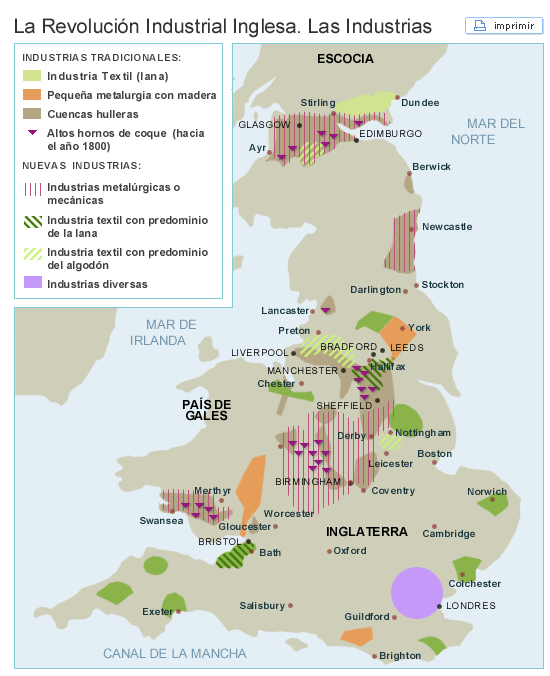 La Revolución Industrial Inglesa. Las Industrias
imprimir
INDUSTRIAS TRADICIONALES:
Industria Textil (lana)
Pequeña metalurgia con madera
Cuencas hulleras
Altos hornos de coque (hacia
el año 1800)
NUEVAS INDUSTRIAS:
Industrias metalúrgicas o
mecánicas
Industria textil con predominio
de la lana
Industria textil con predominio
del algodón
Industrias diversas
ESCOCIA
Stirling
Dundee
GLASGOW
EDIMBURGO
MAR DEL
NORTE
Ayr
Berwick
Newcastle
Darlington
Stockton
Lancaster
MAR DE
IRLANDA
Preton
York
BRADFORD
LEEDS
LIVERPOOL
MANCHESTER
Halifax
Chester
PAÍS DE
GALES
SHEFFIELD
Derby
Nottingham
Boston
Leicester
BIRMINGHAM
Coventry
Norwich
Merthyr
Swansea
Worcester
Gloucester
INGLATERRA
Cambridge
BRISTOL
Bath
Oxford
Colchester
Exeter
Salisbury
LONDRES
Guildford
CANAL DE LA MANCHA
Brighton